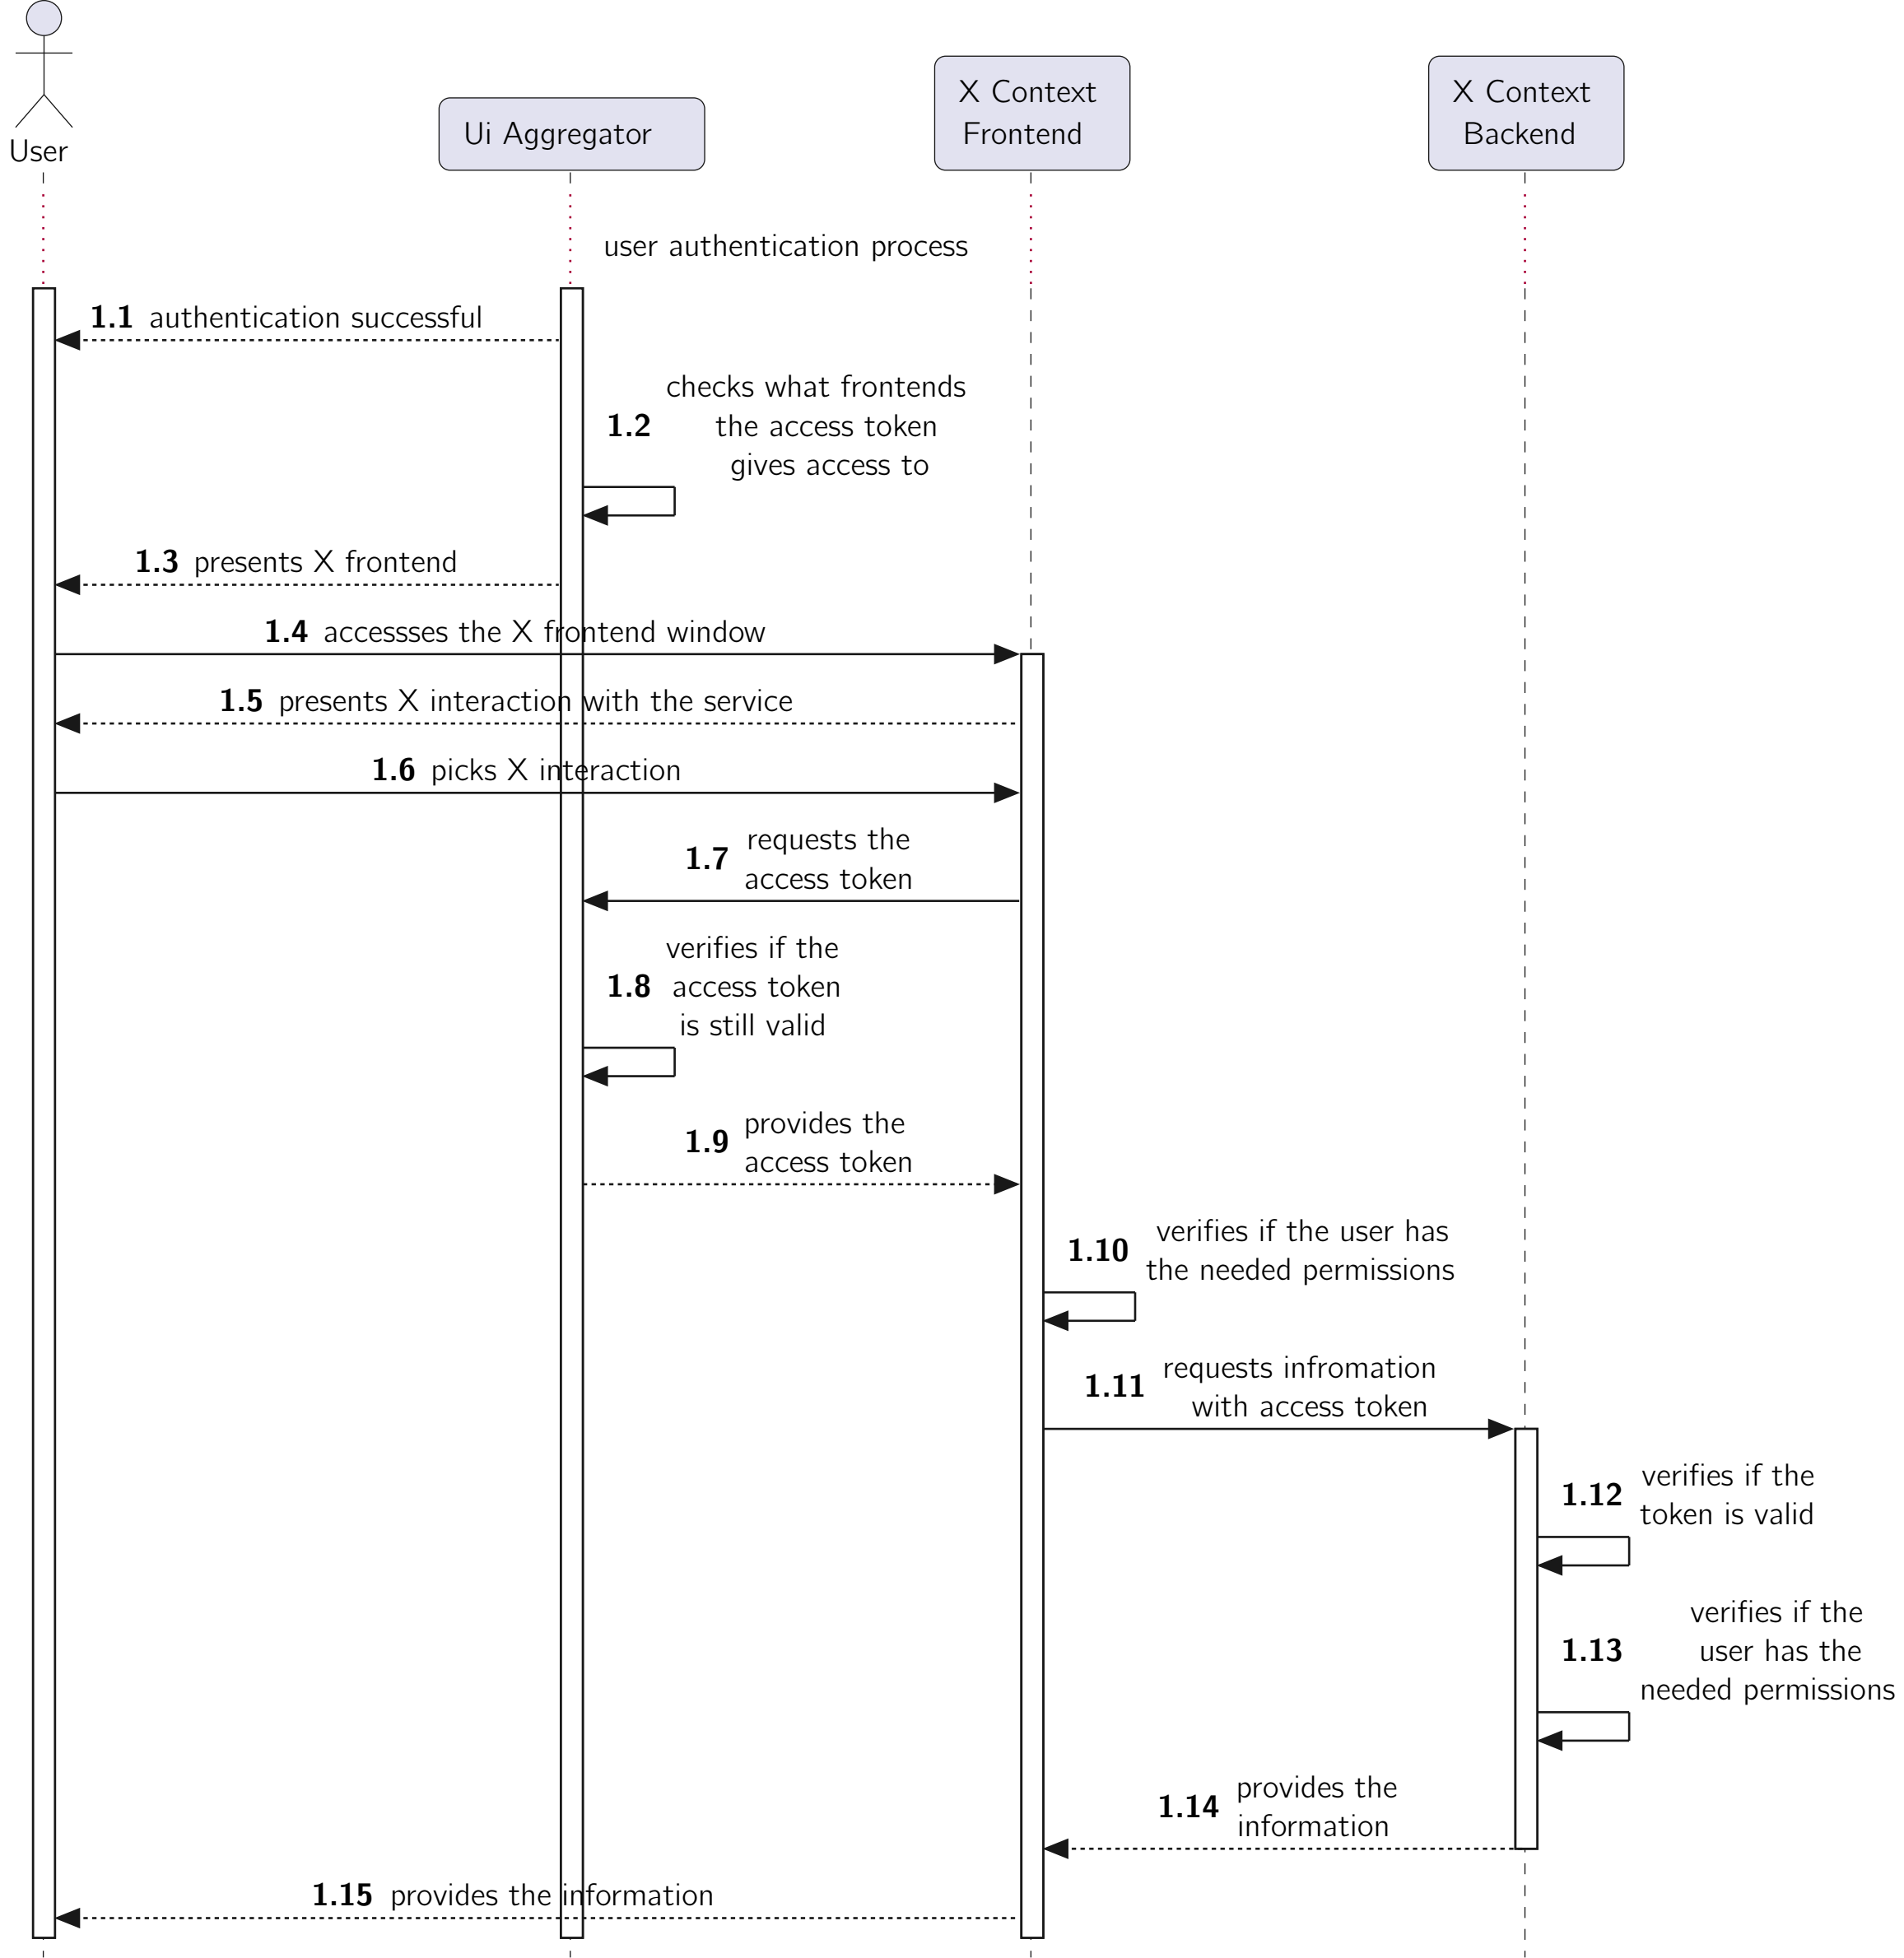 User
Ui Aggregator
X Context
Frontend
X Context
Backend
user authentication process
1.1 authentication successful
checks what frontends
1.2 the access token
gives access to
1.3 presents X frontend
1.4 accessses the X frontend window
1.5 presents X interaction with the service
1.6 picks X interaction
1.7 requests the
access token
verifies if the
1.8 access token
is still valid
1.9 provides the
access token
1.10 verifies if the user has
the needed permissions
1.11 requests infromation
with access token
1.12 verifies if the
token is valid
verifies if the
1.13 user has the
needed permissions
1.14 provides the
information
1.15 provides the information